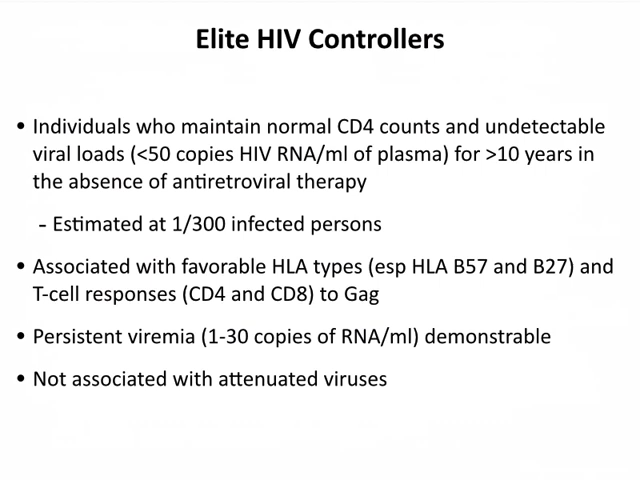 Elite HIV Controllers
• Individuals who maintain normal CD4 counts and undetectable
viral loads (<50 copies HIV RNA/ml of plasma) for >10 years in
the absence of antiretroviral therapy
- Estimated at 1/300 infected persons
• Associated with favorable HLA types (esp HLA B57 and B27) and
T-cell responses (CD4 and CD8) to Gag
• Persistent viremia (1-30 copies of RNA/ml) demonstrable
• Not associated with attenuated viruses